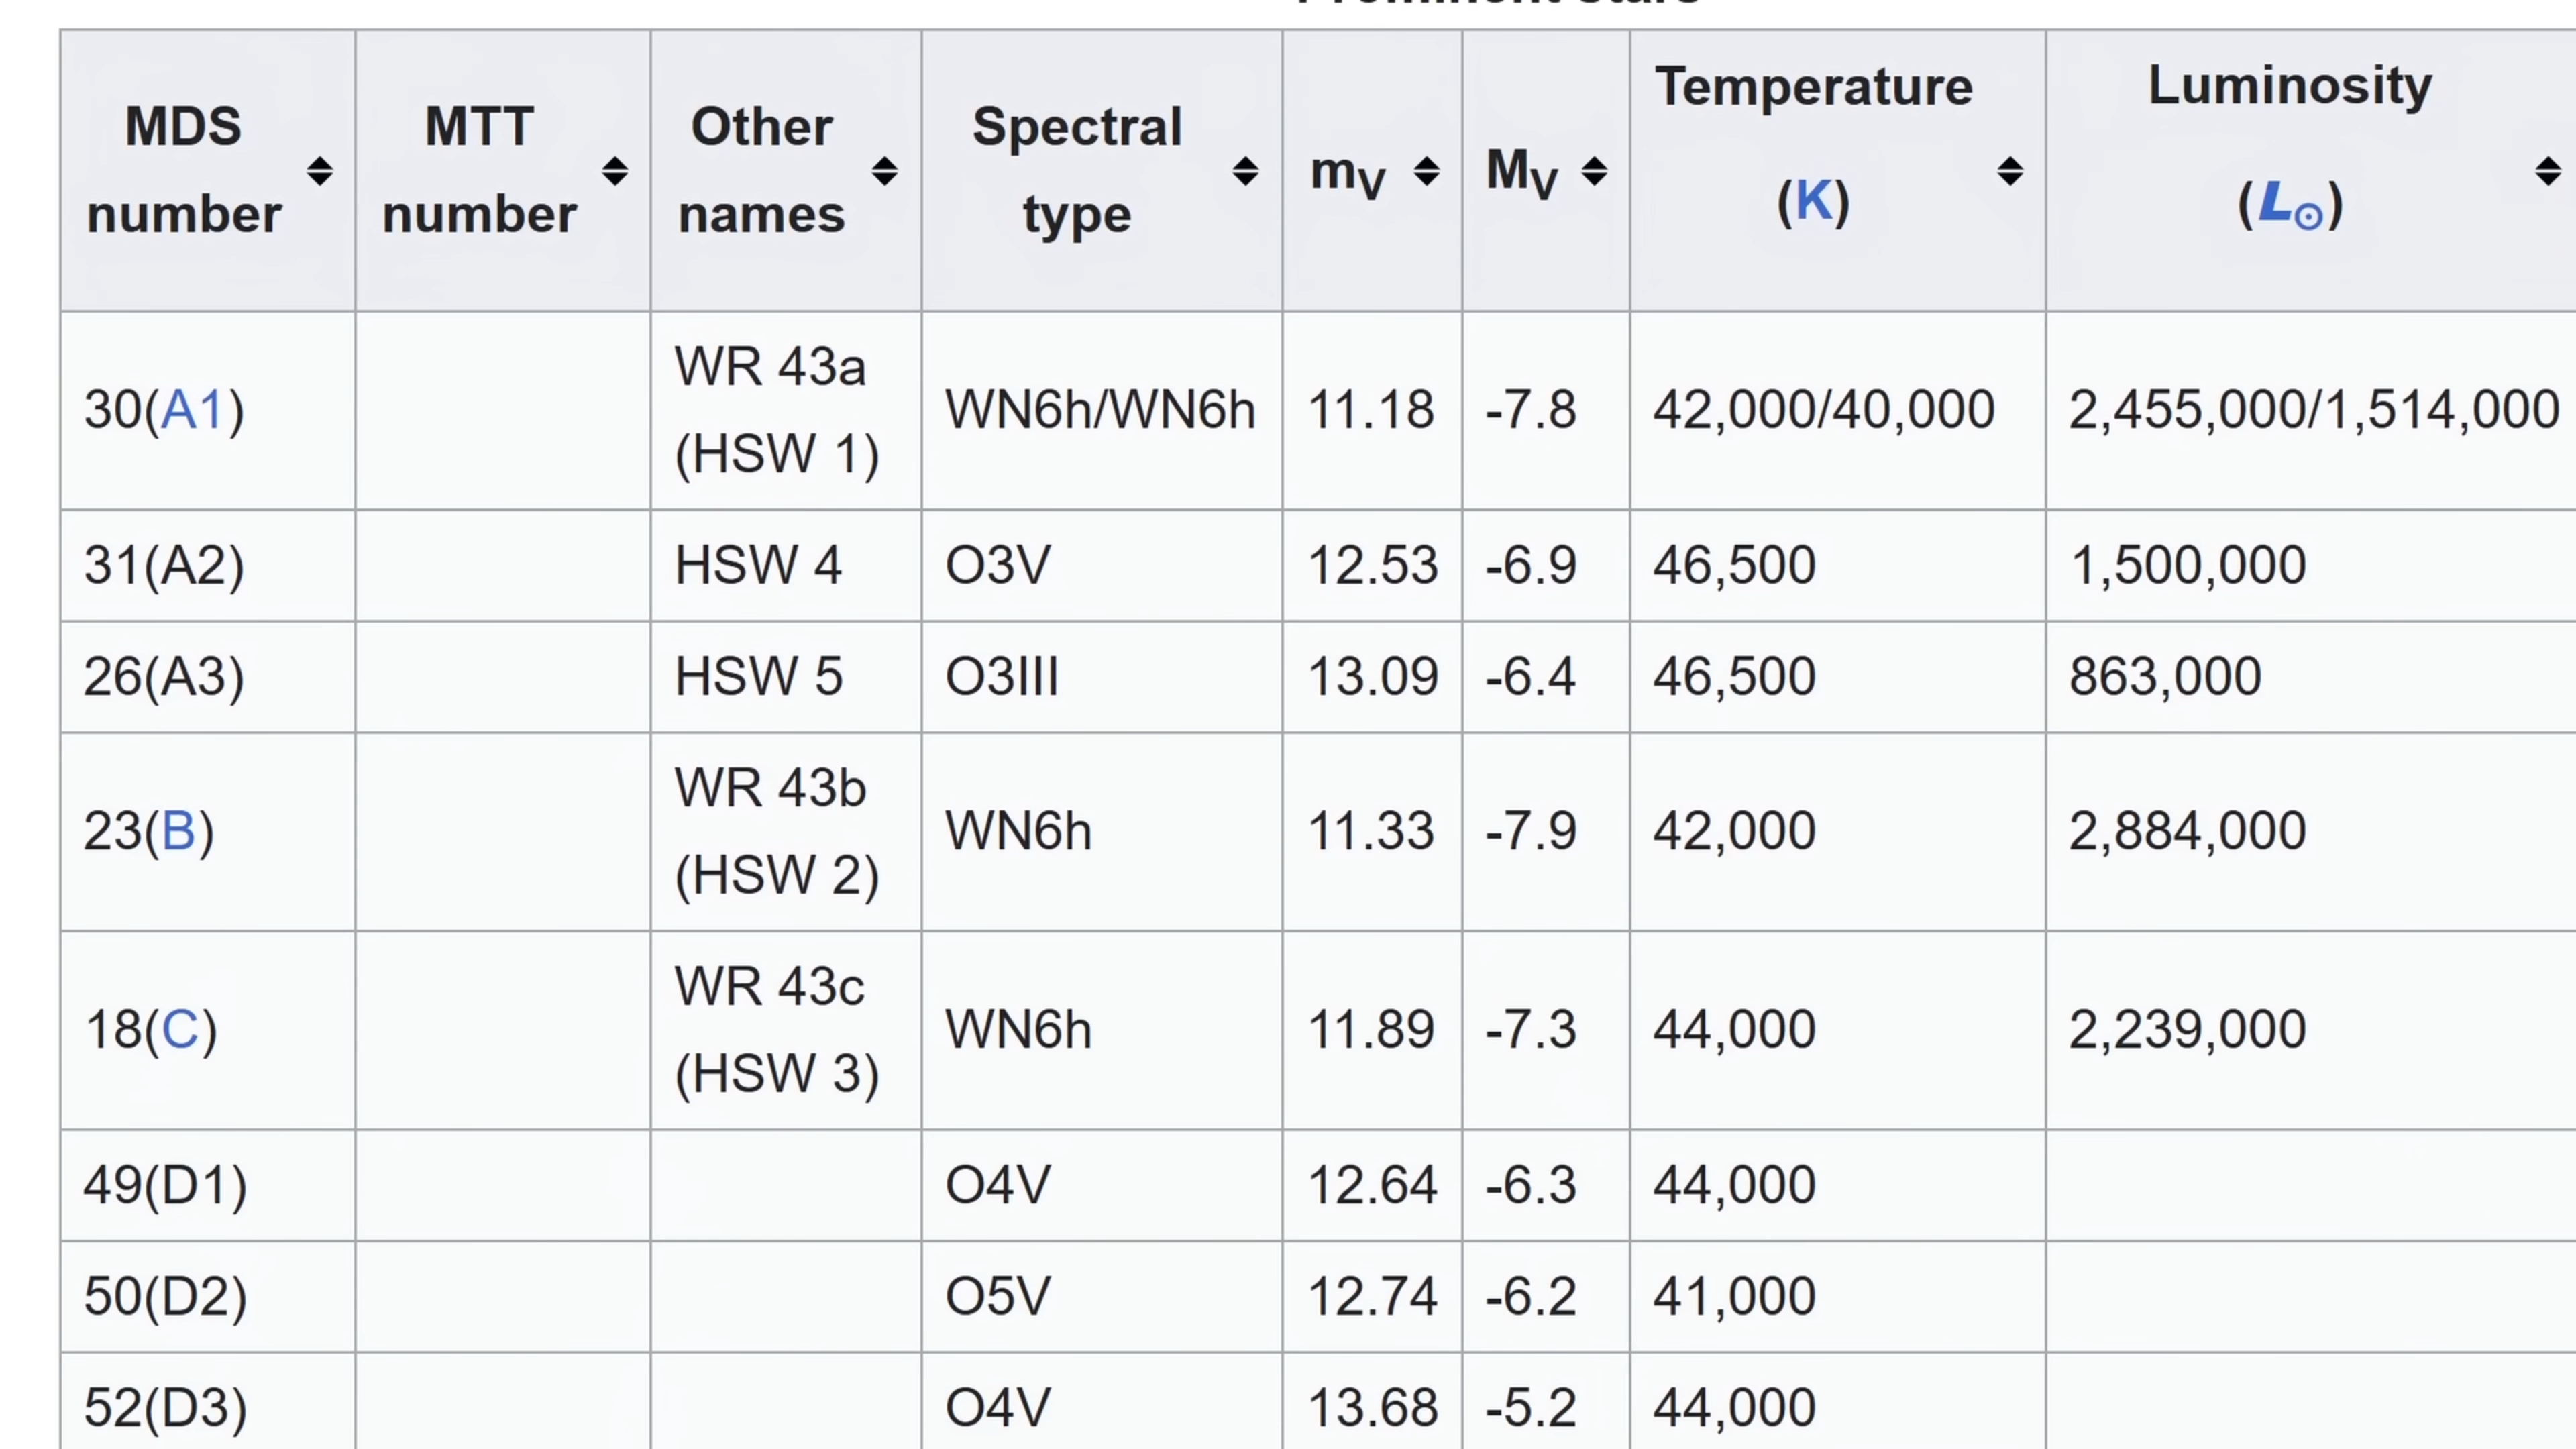 Prominent stars
MDS number MTT number Other names Spectral type mV MV Temperature (K) Luminosity (L☉)
30(A1) WR 43a (HSW 1) WN6h/WN6h 11.18 -7.8 42,000/40,000 2,455,000/1,514,000
31(A2) HSW 4 O3V 12.53 -6.9 46,500 1,500,000
26(A3) HSW 5 O3III 13.09 -6.4 46,500 863,000
23(B) WR 43b (HSW 2) WN6h 11.33 -7.9 42,000 2,884,000
18(C) WR 43c (HSW 3) WN6h 11.89 -7.3 44,000 2,239,000
49(D1) O4V 12.64 -6.3 44,000
50(D2) O5V 12.74 -6.2 41,000
52(D3) O4V 13.68 -5.2 44,000